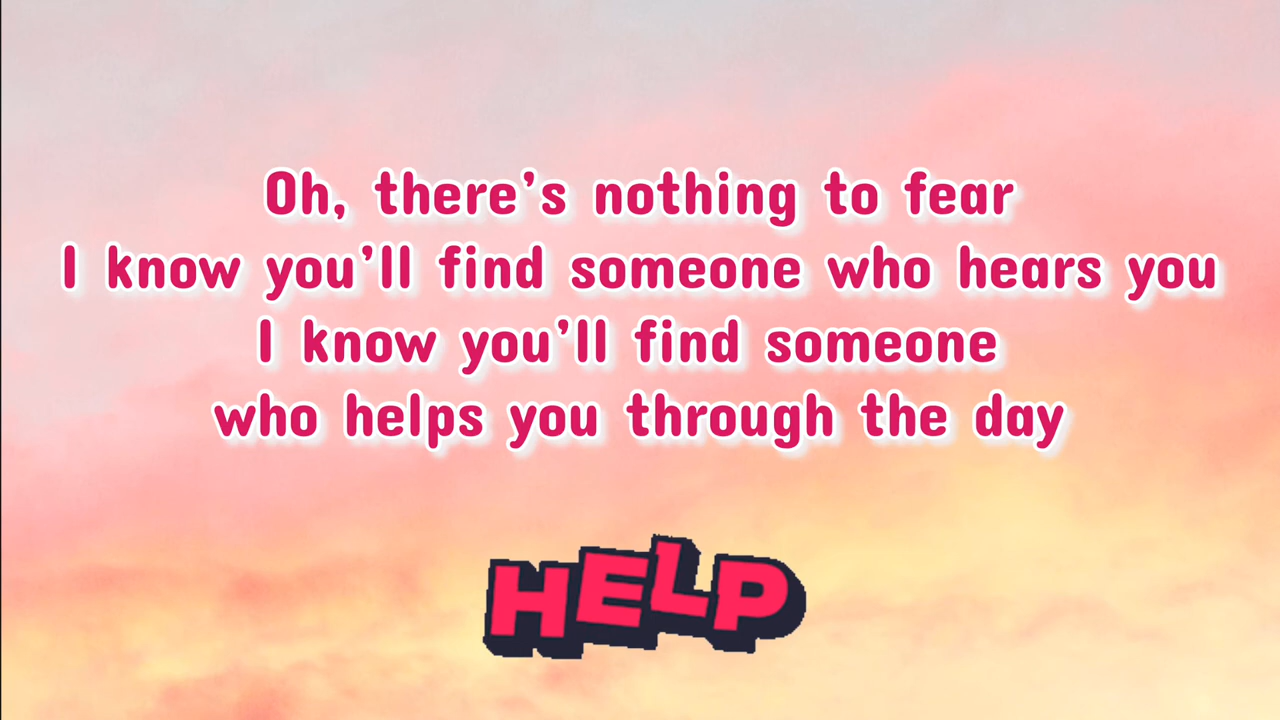 Oh, there’s nothing to fear
I know you’ll find someone who hears you
I know you’ll find someone
who helps you through the day
HELP